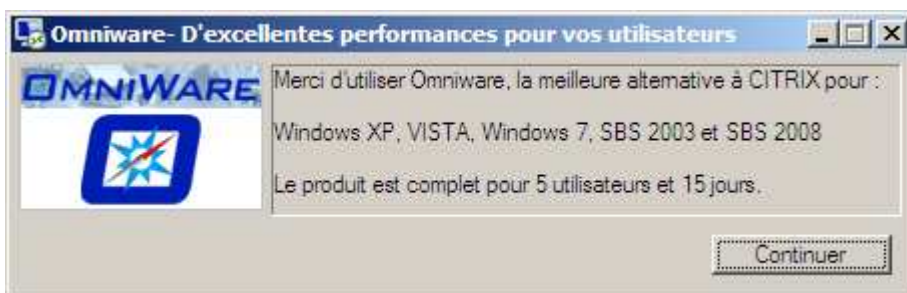 Omniware- D'excellentes performances pour vos utilisateurs
OMNIWARE
Merci d'utiliser Omniware, la meilleure alternative à CITRIX pour :
Windows XP, VISTA, Windows 7, SBS 2003 et SBS 2008
Le produit est complet pour 5 utilisateurs et 15 jours.
Continuer